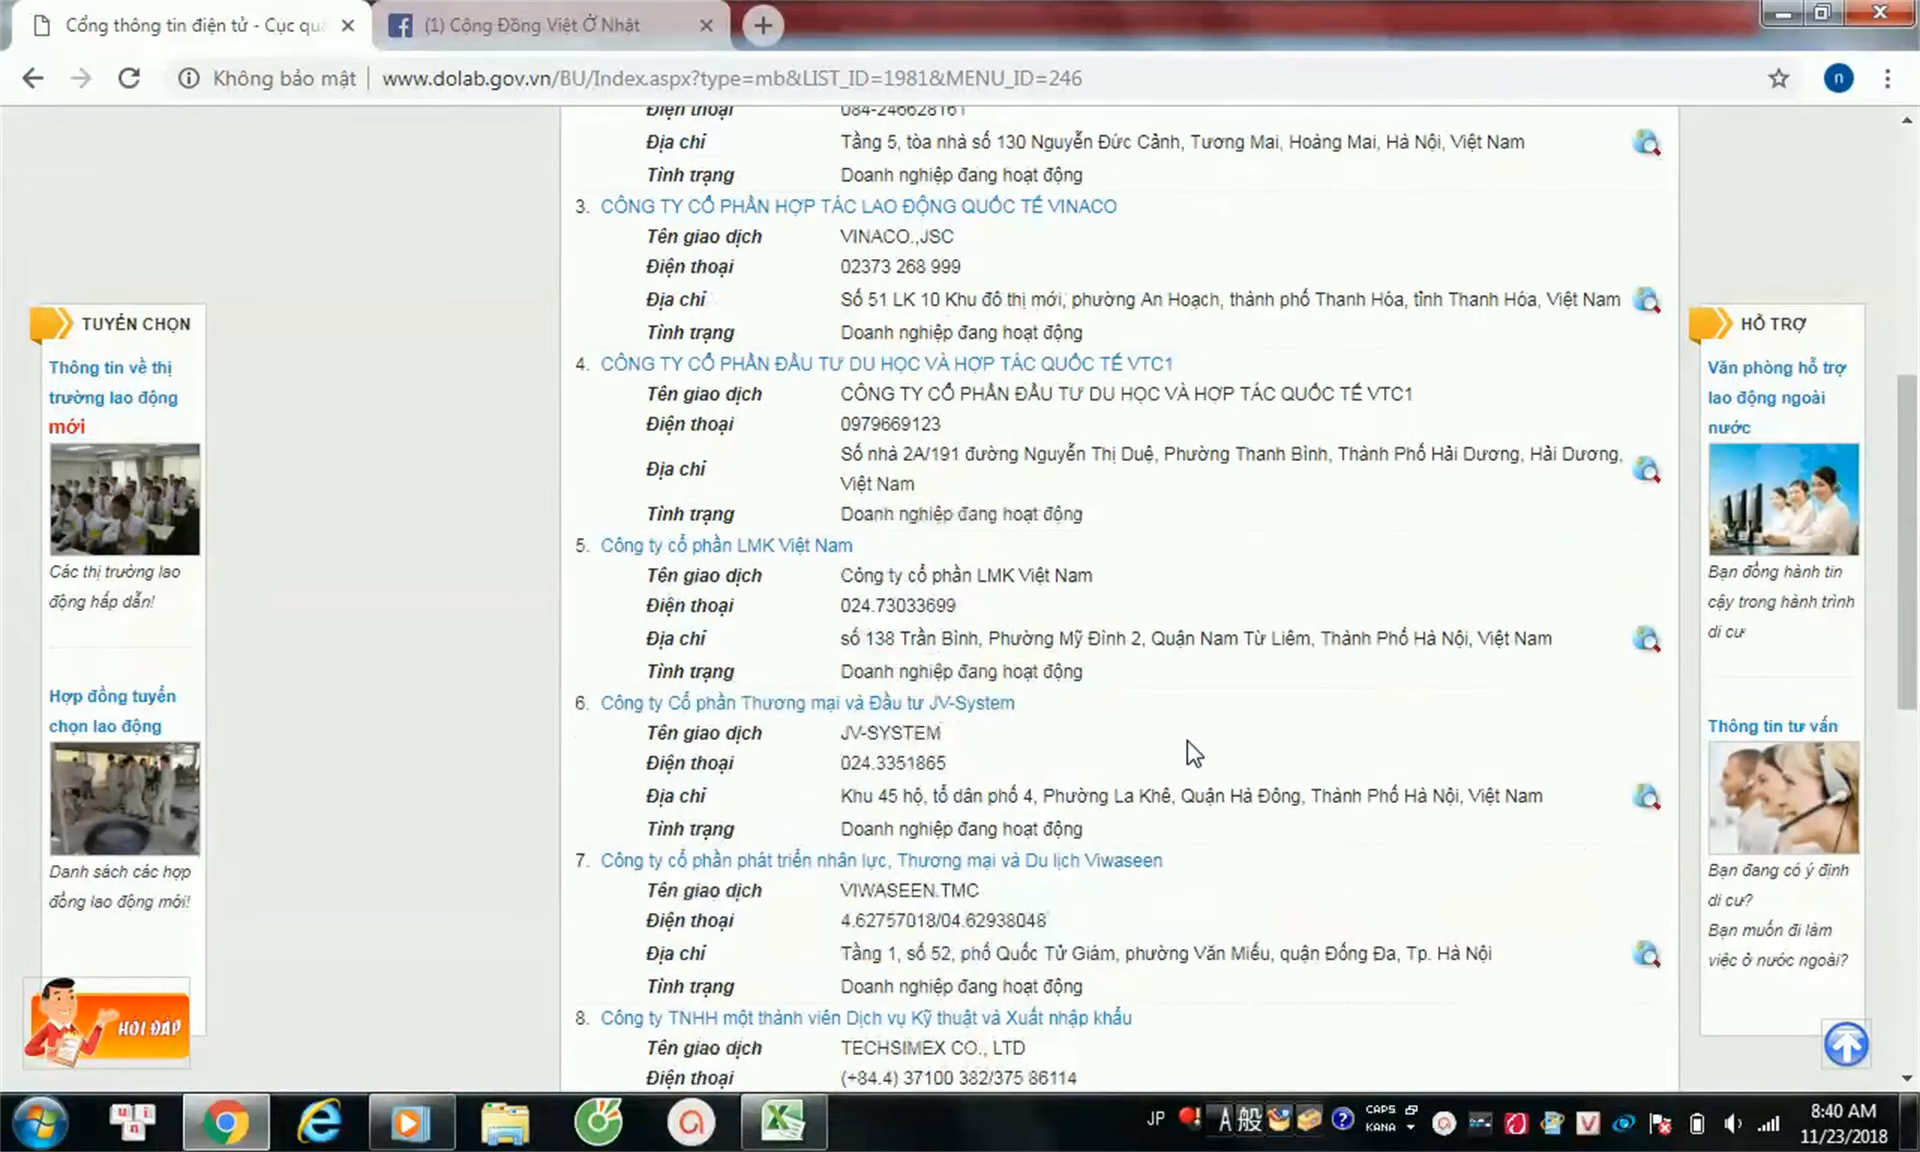 Cổng thông tin điện tử - Cục quả
(1) Cộng Đồng Việt Ở Nhật
Không bảo mật
www.dolab.gov.vn/BU/Index.aspx?type=mb&LIST_ID=1981&MENU_ID=246
n
Điện thoại 084-246628161
Địa chỉ Tầng 5, tòa nhà số 130 Nguyễn Đức Cảnh, Tương Mai, Hoàng Mai, Hà Nội, Việt Nam
Tình trạng Doanh nghiệp đang hoạt động
3. CÔNG TY CỔ PHẦN HỢP TÁC LAO ĐỘNG QUỐC TẾ VINACO
Tên giao dịch VINACO.,JSC
Điện thoại 02373 268 999
Địa chỉ Số 51 LK 10 Khu đô thị mới, phường An Hoạch, thành phố Thanh Hóa, tỉnh Thanh Hóa, Việt Nam
Tình trạng Doanh nghiệp đang hoạt động
4. CÔNG TY CỔ PHẦN ĐẦU TƯ DU HỌC VÀ HỢP TÁC QUỐC TẾ VTC1
Tên giao dịch CÔNG TY CỔ PHẦN ĐẦU TƯ DU HỌC VÀ HỢP TÁC QUỐC TẾ VTC1
Điện thoại 0979669123
Địa chỉ Số nhà 2A/191 đường Nguyễn Thị Duệ, Phường Thanh Bình, Thành Phố Hải Dương, Hải Dương,
Việt Nam
Tình trạng Doanh nghiệp đang hoạt động
5. Công ty cổ phần LMK Việt Nam
Tên giao dịch Công ty cổ phần LMK Việt Nam
Điện thoại 024.73033699
Địa chỉ số 138 Trần Bình, Phường Mỹ Đình 2, Quận Nam Từ Liêm, Thành Phố Hà Nội, Việt Nam
Tình trạng Doanh nghiệp đang hoạt động
6. Công ty Cổ phần Thương mại và Đầu tư JV-System
Tên giao dịch JV-SYSTEM
Điện thoại 024.3351865
Địa chỉ Khu 45 hộ, tổ dân phố 4, Phường La Khê, Quận Hà Đông, Thành Phố Hà Nội, Việt Nam
Tình trạng Doanh nghiệp đang hoạt động
7. Công ty cổ phần phát triển nhân lực, Thương mại và Du lịch Viwaseen
Tên giao dịch VIWASEEN.TMC
Điện thoại 4.62757018/04.62938048
Địa chỉ Tầng 1, số 52, phố Quốc Tử Giám, phường Văn Miếu, quận Đống Đa, Tp. Hà Nội
Tình trạng Doanh nghiệp đang hoạt động
8. Công ty TNHH một thành viên Dịch vụ Kỹ thuật và Xuất nhập khẩu
Tên giao dịch TECHSIMEX CO., LTD
Điện thoại (+84.4) 37100 382/375 86114
TUYỂN CHỌN
Thông tin về thị
trường lao động
mới
Các thị trường lao
động hấp dẫn!
Hợp đồng tuyển
chọn lao động
Danh sách các hợp
đồng lao động mới!
HỎI ĐÁP
HỖ TRỢ
Văn phòng hỗ trợ
lao động ngoài
nước
Bạn đồng hành tin
cậy trong hành trình
di cư
Thông tin tư vấn
Bạn đang có ý định
di cư?
Bạn muốn đi làm
việc ở nước ngoài?
u i
n
JP
A 般
CAPS
KANA
8:40 AM
11/23/2018